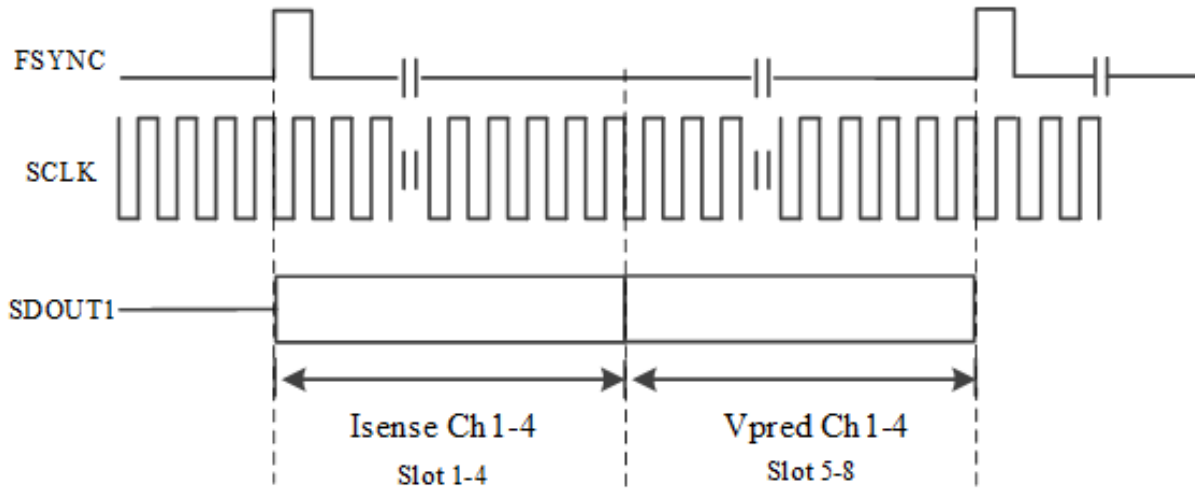 FSYNC
SCLK
SDOUT1
Isense Ch1-4
Vpred Ch1-4
Slot 1-4
Slot 5-8